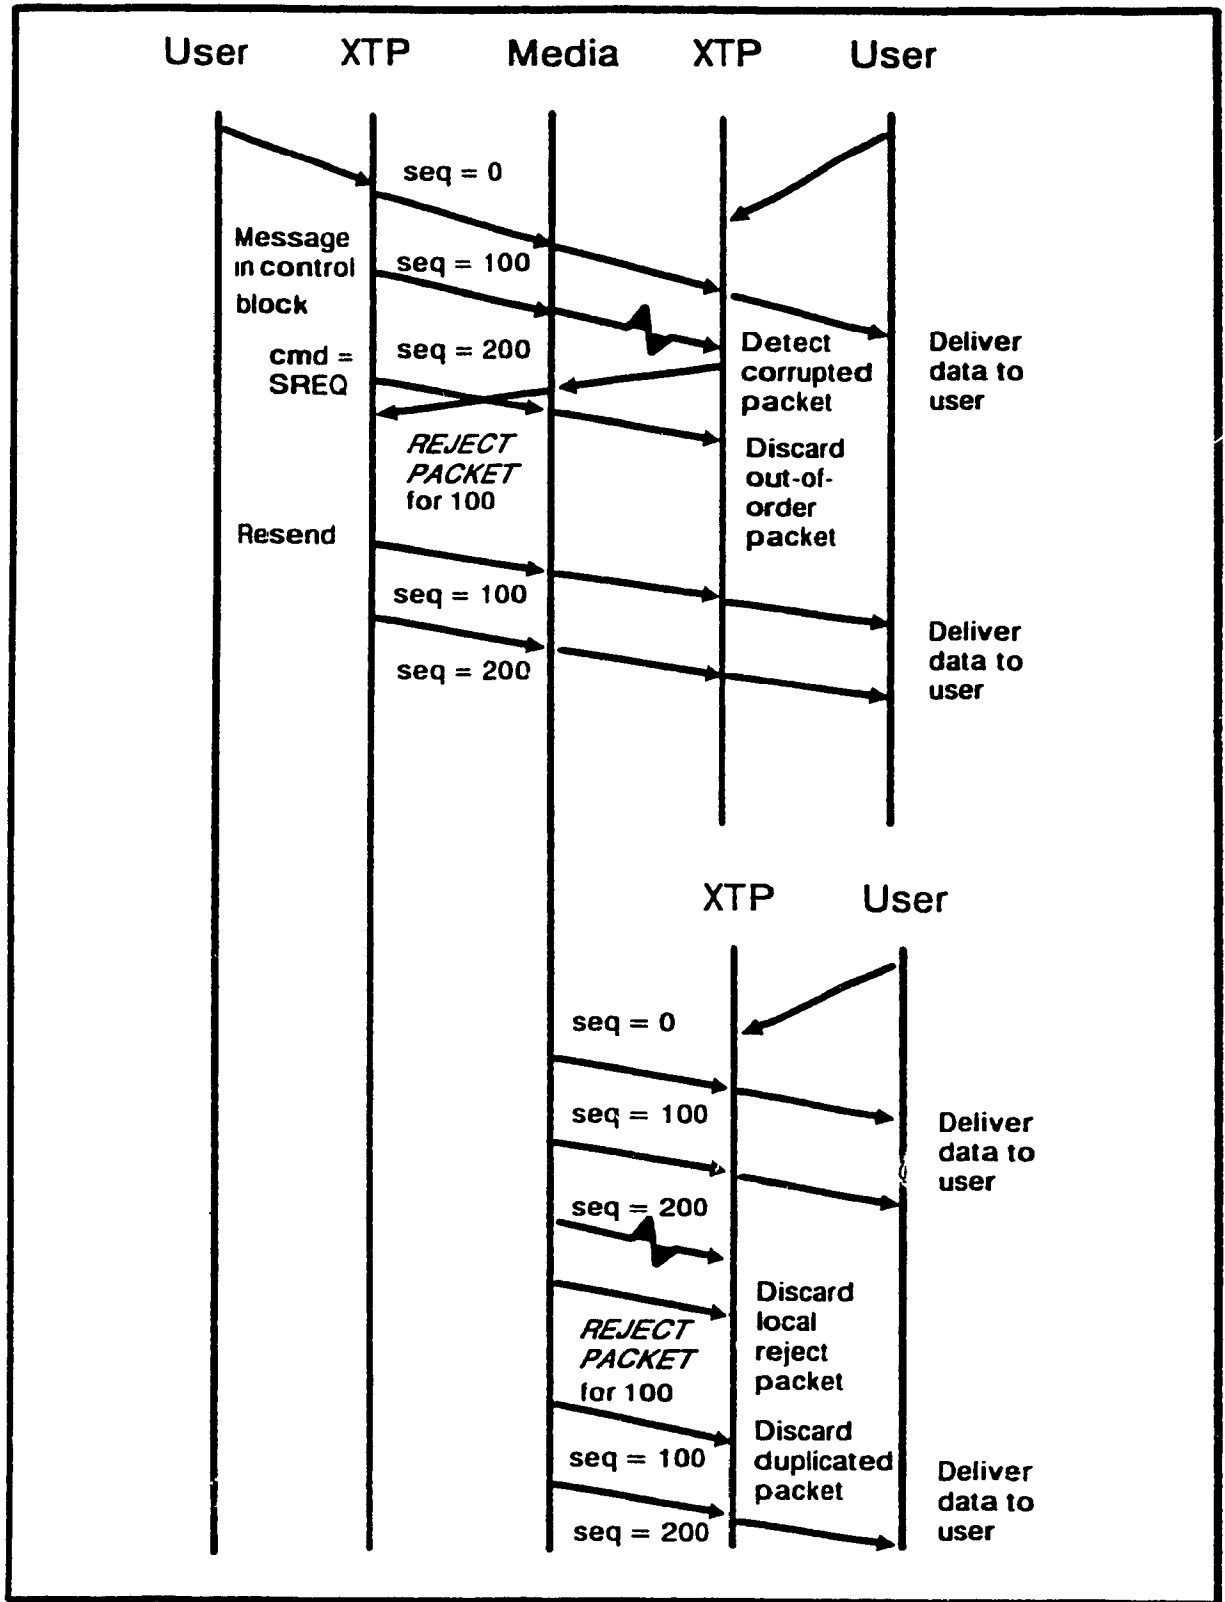 User XTP Media XTP User
seq = 0
Message
in control
block
seq = 100
cmd =
SREQ
seq = 200
Detect
corrupted
packet
Deliver
data to
user
REJECT
PACKET
for 100
Discard
out-of-
order
packet
Resend
seq = 100
seq = 200
Deliver
data to
user
XTP User
seq = 0
seq = 100
Deliver
data to
user
seq = 200
REJECT
PACKET
for 100
Discard
local
reject
packet
seq = 100
Discard
duplicated
packet
seq = 200
Deliver
data to
user